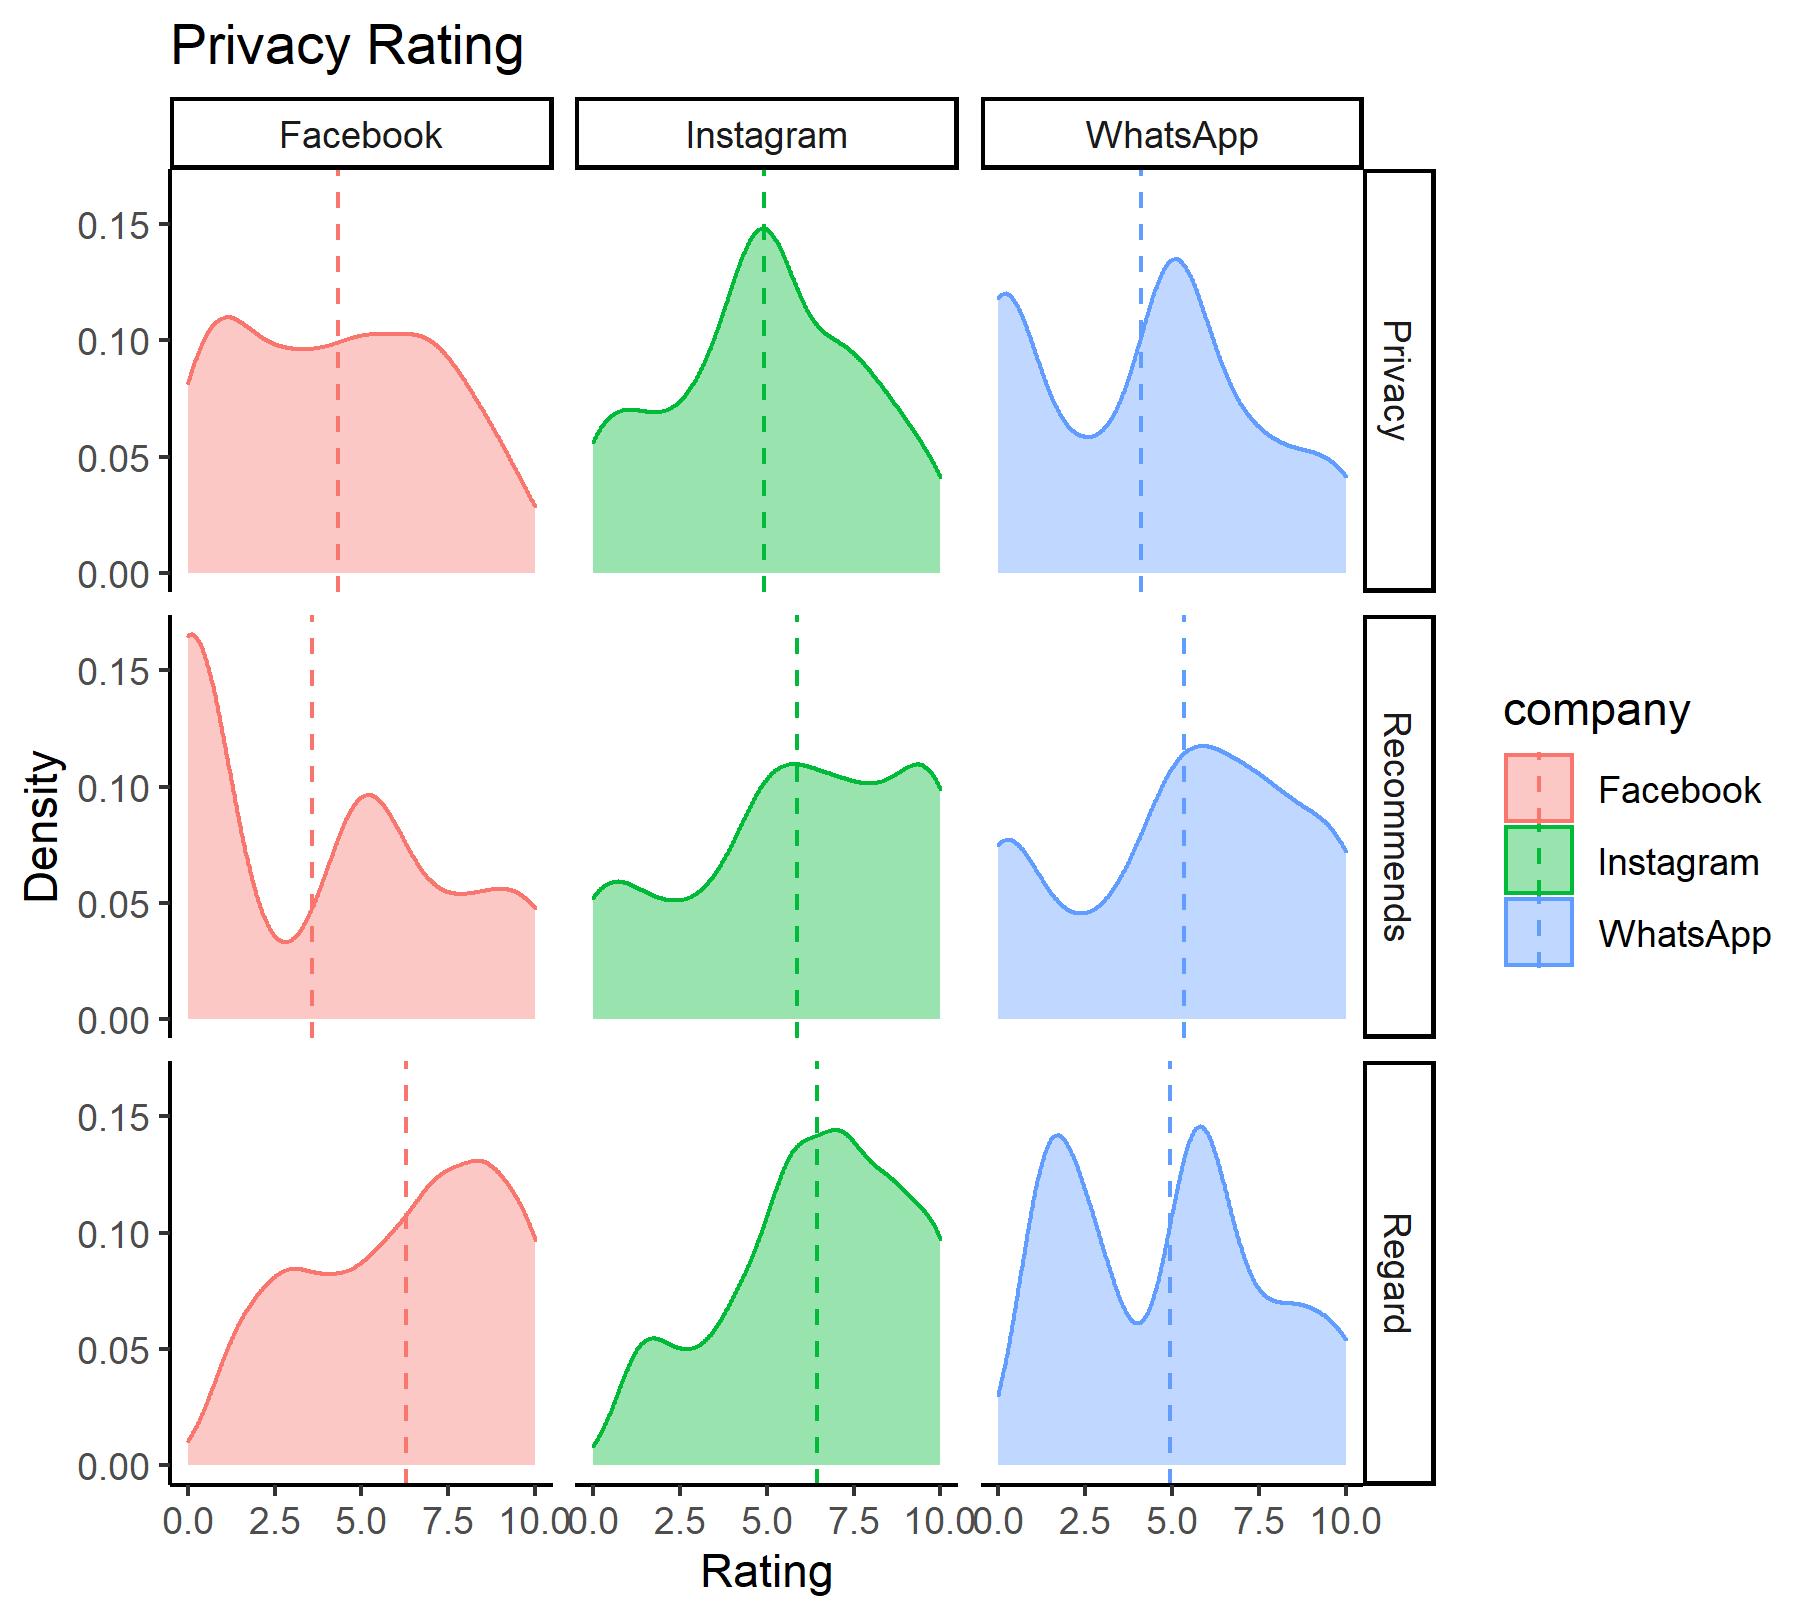 Privacy Rating
Facebook Instagram WhatsApp
0.15
0.10
0.05
0.00
Privacy
0.15
0.10
0.05
0.00
Recommends
0.15
0.10
0.05
0.00
Regard
Density
0.0 2.5 5.0 7.5 10.0 0.0 2.5 5.0 7.5 10.0 0.0 2.5 5.0 7.5 10.0
Rating
company
Facebook
Instagram
WhatsApp